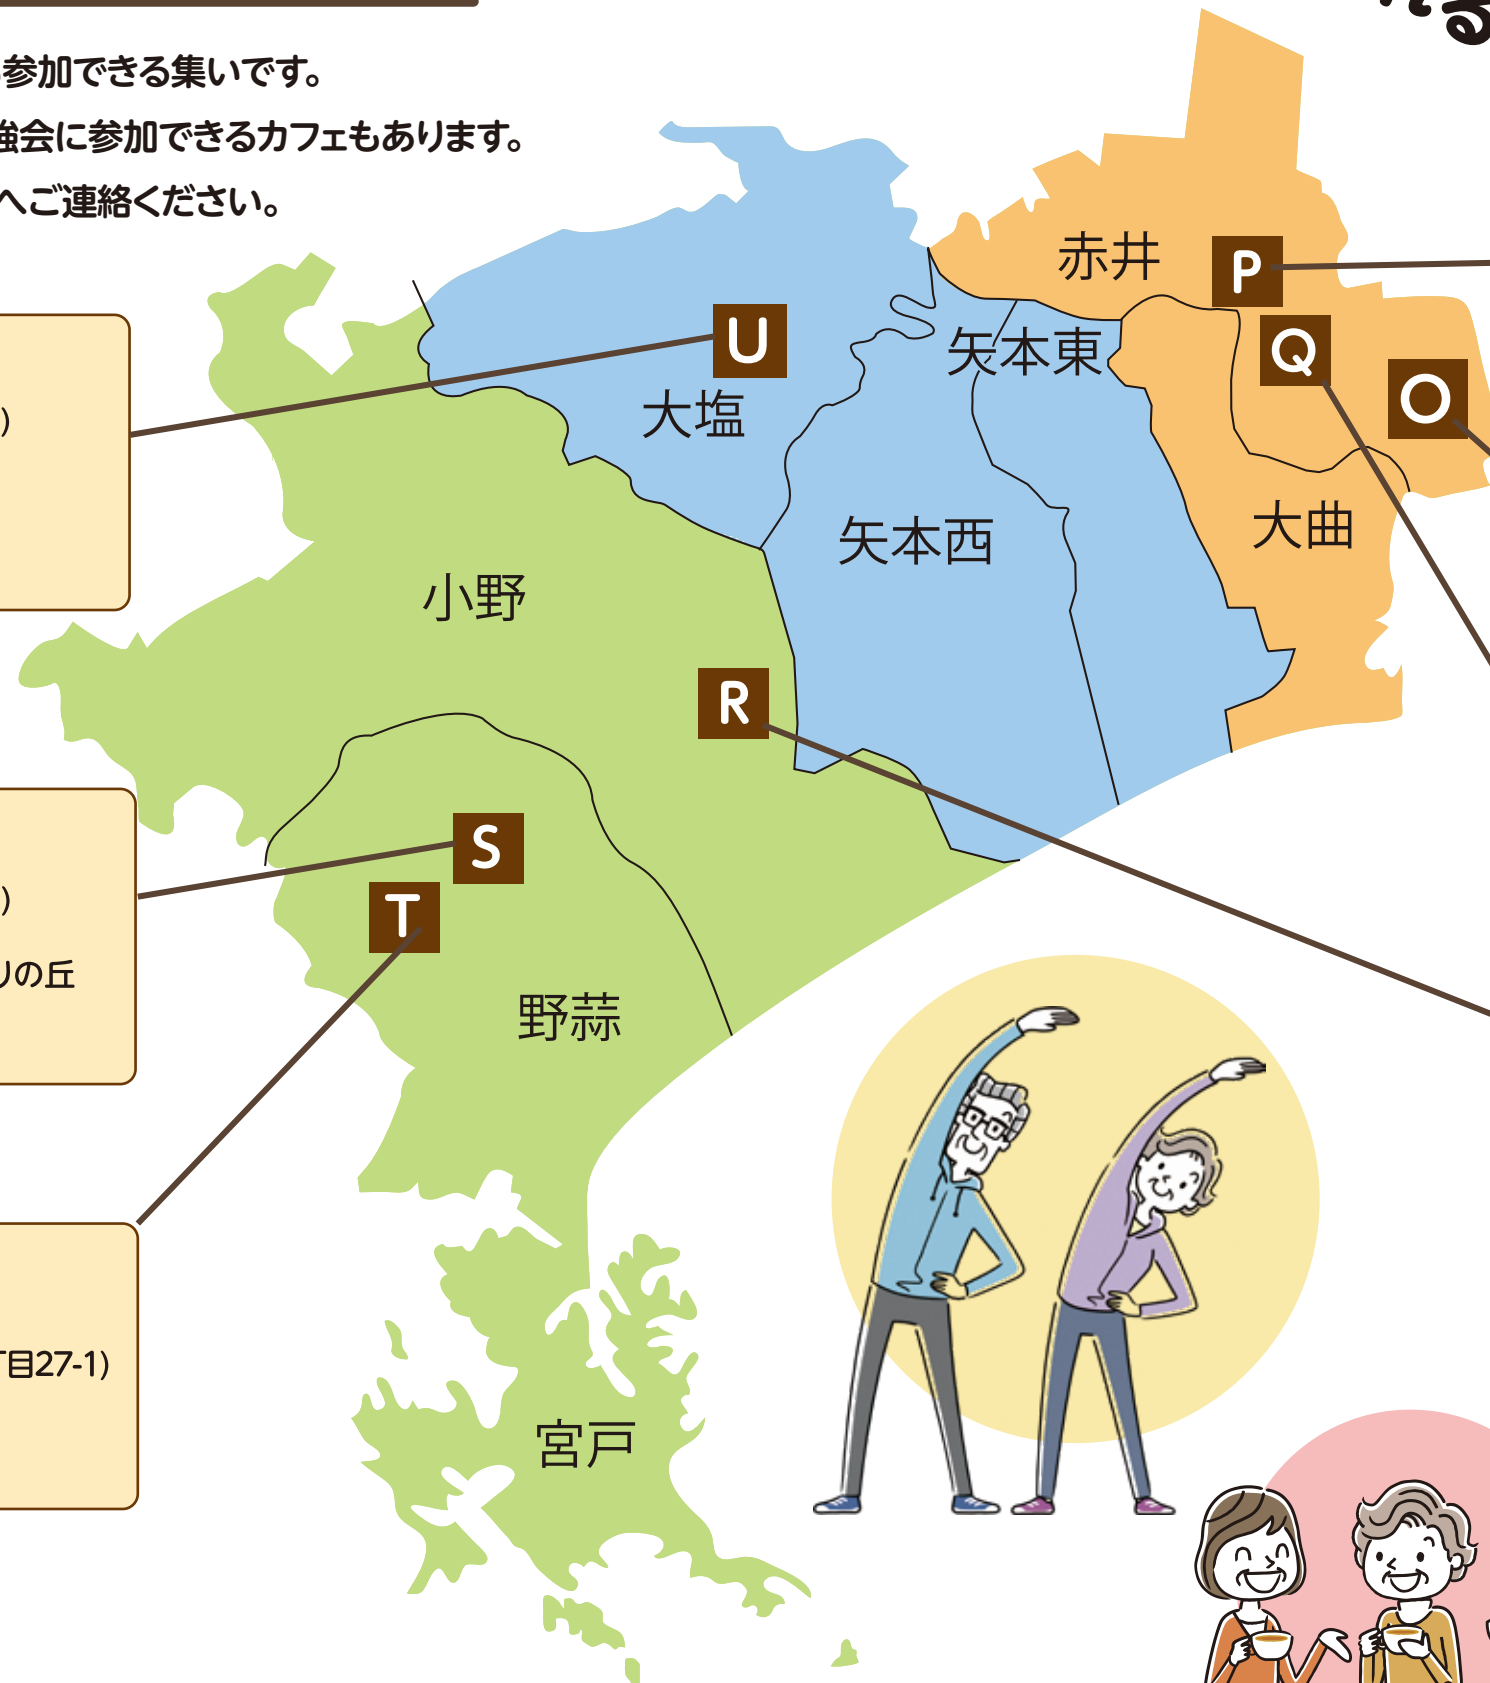 れる
参加できる集いです。
強会に参加できるカフェもあります。
へご連絡ください。
赤井
P
矢本東
Q
U
大塩
O
)
大曲
矢本西
小野
R
S
T
)
りの丘
野蒜
丁目27-1)
宮戸